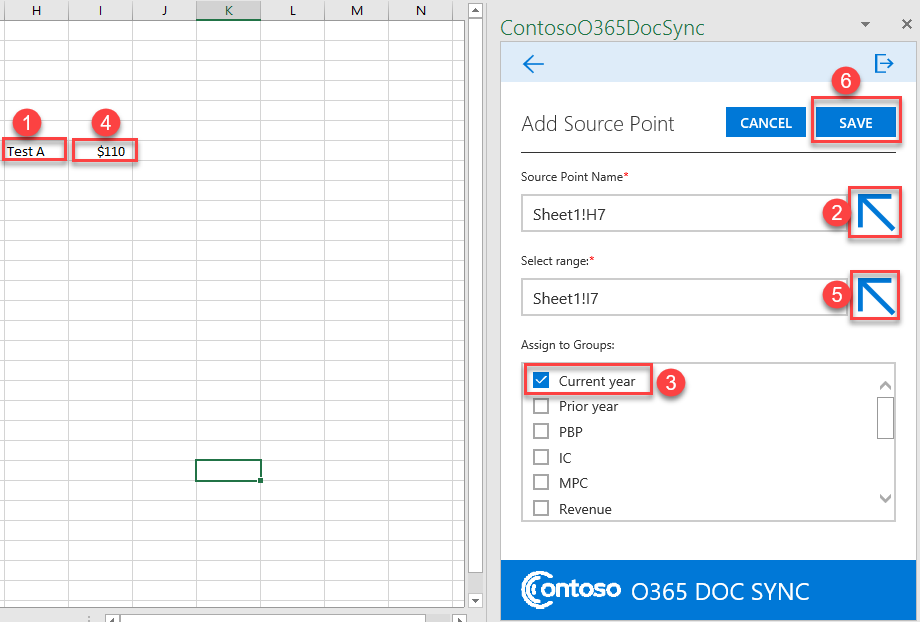 H I J K L M N
ContosoO365DocSync
6
Add Source Point CANCEL SAVE
1 4
Test A $110
Source Point Name*
Sheet1!H7 2
Select range:*
Sheet1!I7 5
Assign to Groups:
Current year 3
Prior year
PBP
IC
MPC
Revenue
Contoso O365 DOC SYNC